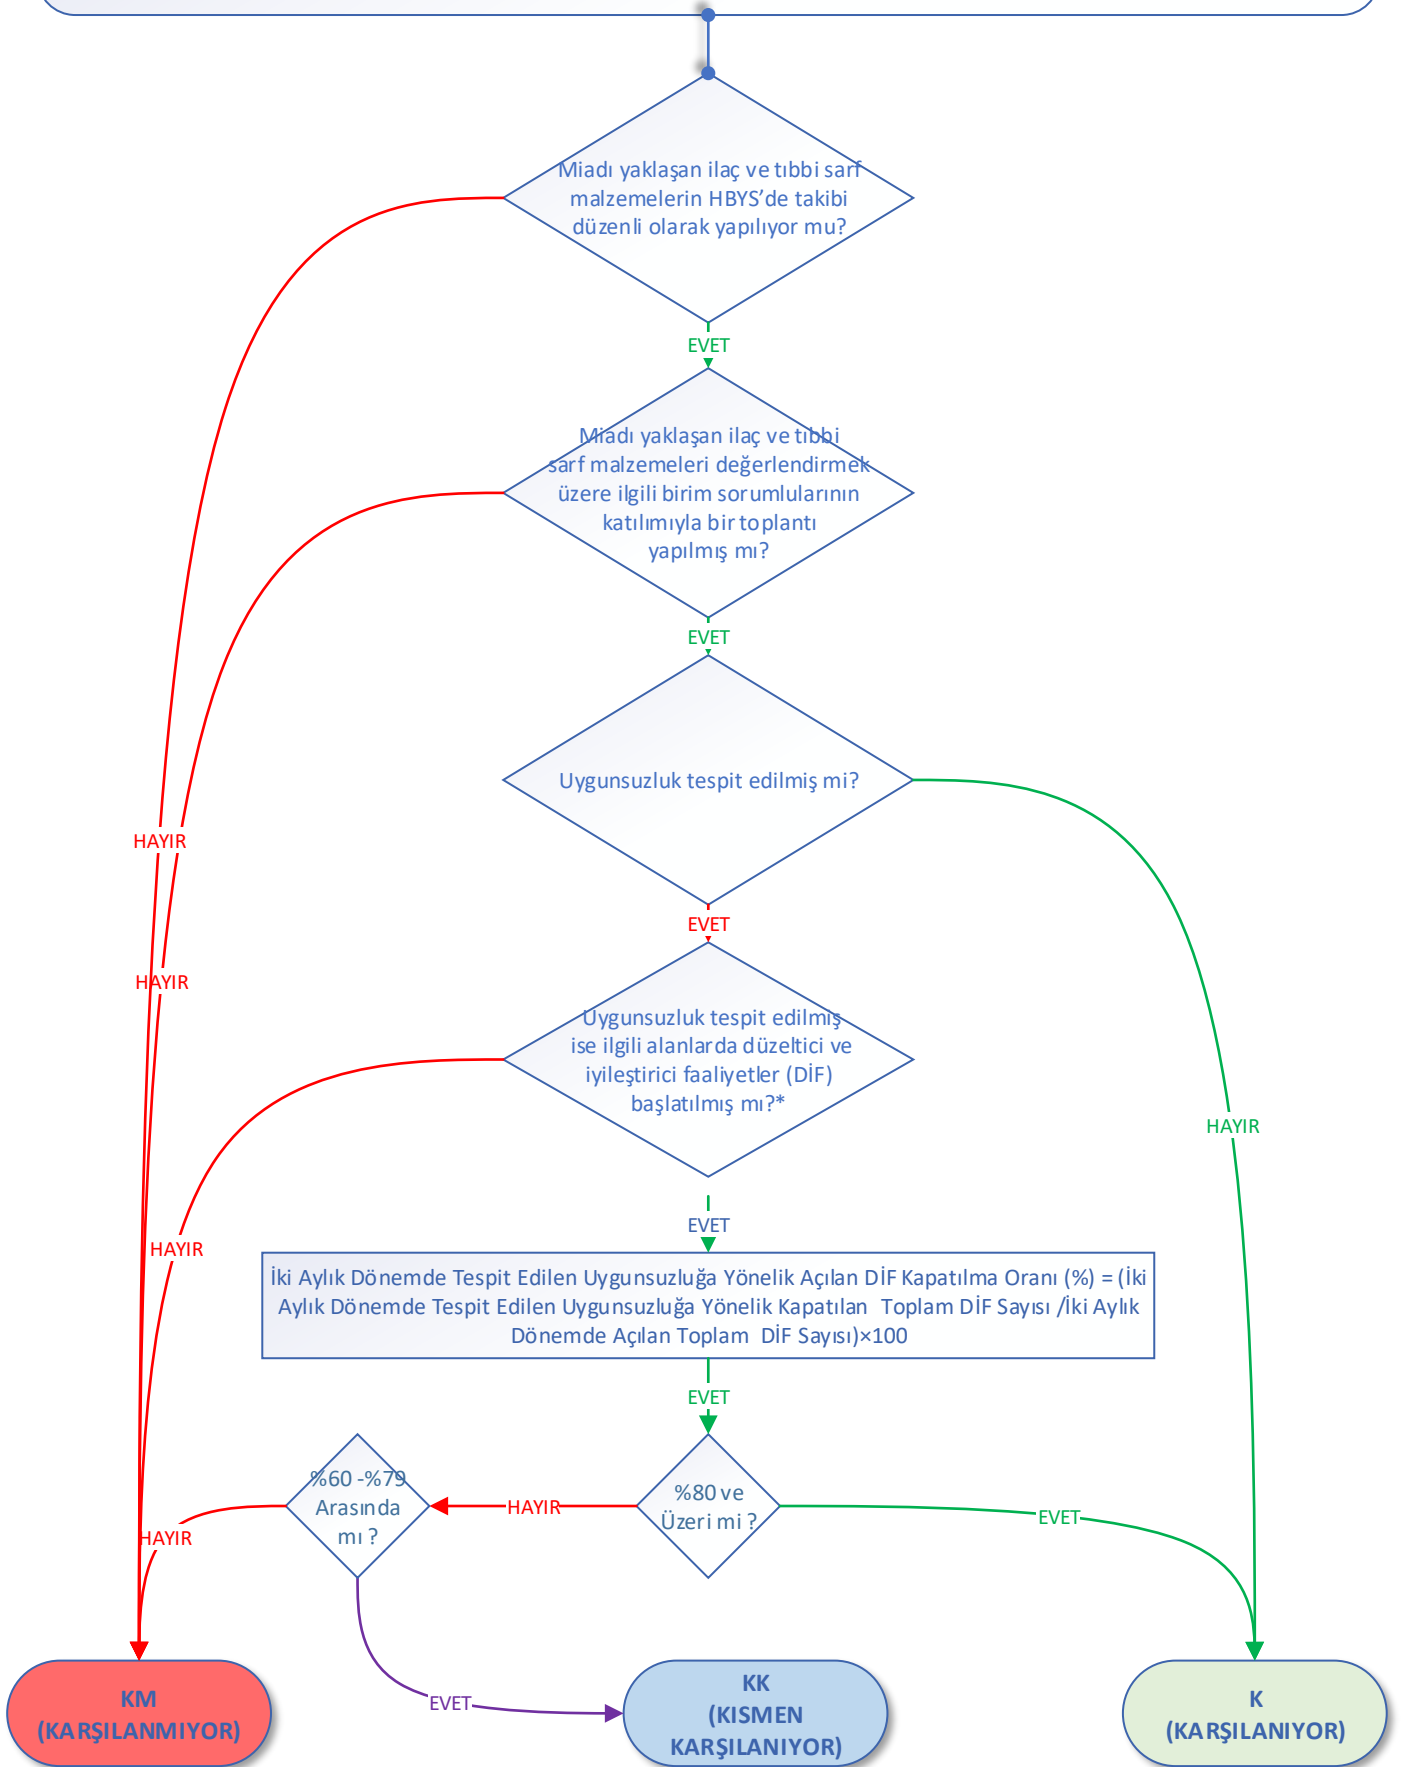 Miadı yaklaşan ilaç ve tıbbi sarf
malzemelerin HBYS’de takibi
düzenli olarak yapılıyor mu?
EVET
Miadı yaklaşan ilaç ve tıbbi
sarf malzemeleri değerlendirmek
üzere ilgili birim sorumlularının
katılımıyla bir toplantı
yapılmış mı?
EVET
Uygunsuzluk tespit edilmiş mi?
HAYIR
EVET
HAYIR
Uygunsuzluk tespit edilmiş
ise ilgili alanlarda düzeltici ve
iyileştirici faaliyetler (DİF)
başlatılmış mı?*
HAYIR
EVET
HAYIR
İki Aylık Dönemde Tespit Edilen Uygunsuzluğa Yönelik Açılan DİF Kapatılma Oranı (%) = (İki
Aylık Dönemde Tespit Edilen Uygunsuzluğa Yönelik Kapatılan Toplam DİF Sayısı /İki Aylık
Dönemde Açılan Toplam DİF Sayısı)×100
EVET
%60 -%79
Arasında
mı ?
HAYIR
%80 ve
Üzeri mi ?
EVET
HAYIR
EVET
KM
(KARŞILANMIYOR)
KK
(KISMEN
KARŞILANIYOR)
K
(KARŞILANIYOR)